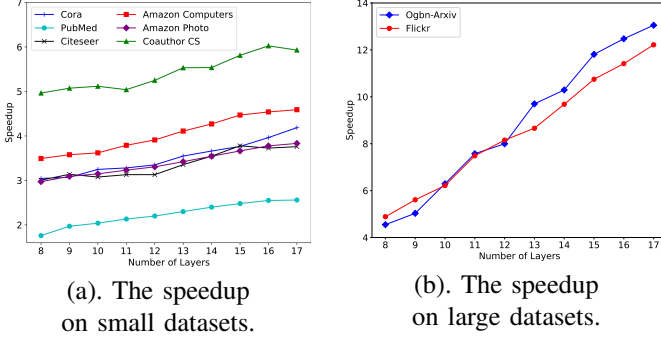 7
6
5
4
3
2
Speedup
Cora
PubMed
Citeseer
Amazon Computers
Amazon Photo
Coauthor CS
8 9 10 11 12 13 14 15 16 17
Number of Layers
(a). The speedup
on small datasets.
14
12
10
8
6
4
Speedup
Ogbn-Arxiv
Flickr
8 9 10 11 12 13 14 15 16 17
Number of Layers
(b). The speedup
on large datasets.